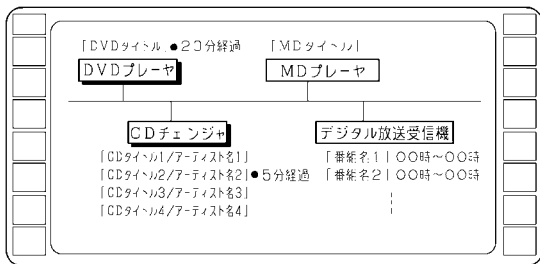 「DVDタイトル」●20分経過 「MDタイトル」
DVDプレーヤ MDプレーヤ
CDチェンジャ デジタル放送受信機
「CDタイトル1/アーティスト名1」 「番組名1」〇〇時～〇〇時
「CDタイトル2/アーティスト名2」●5分経過 「番組名2」〇〇時～〇〇時
「CDタイトル3/アーティスト名3」
「CDタイトル4/アーティスト名4」